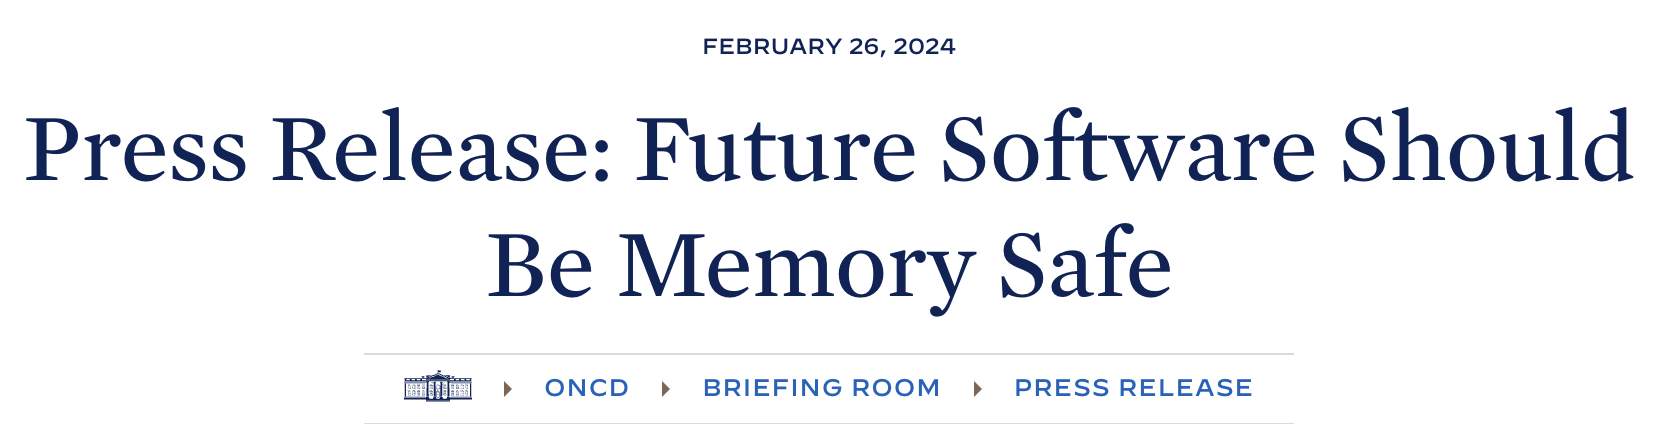 FEBRUARY 26, 2024
Press Release: Future Software Should
Be Memory Safe
ONCD BRIEFING ROOM PRESS RELEASE